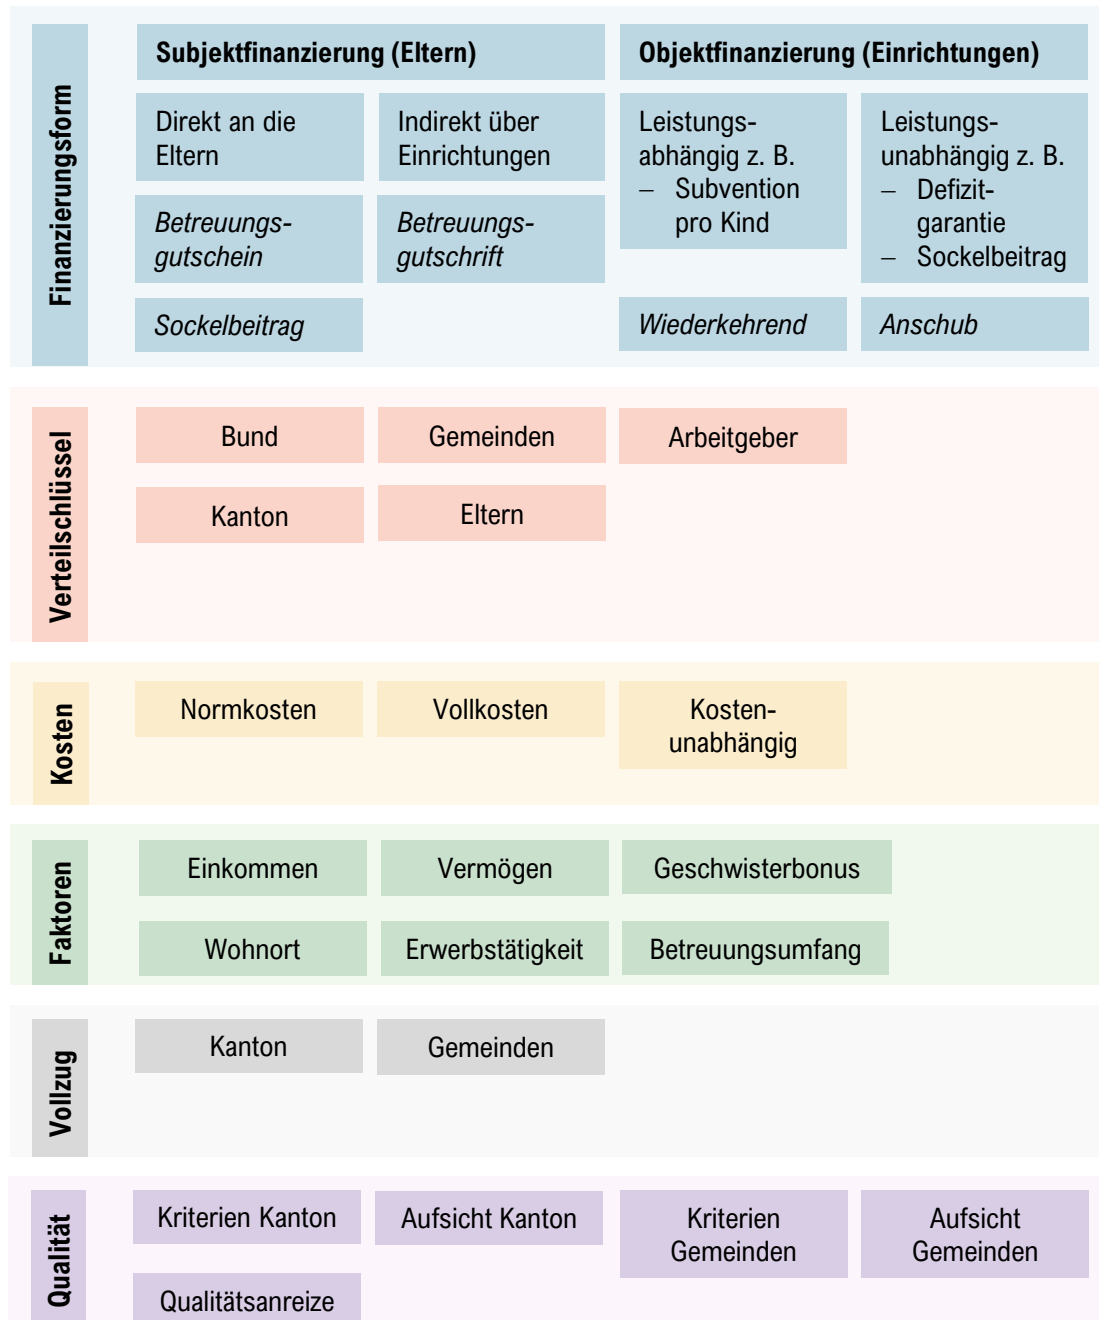 Finanzierungsform
Subjektfinanzierung (Eltern)
Objektfinanzierung (Einrichtungen)
Direkt an die
Eltern
Indirekt über
Einrichtungen
Leistungs-
abhängig z. B.
– Subvention
pro Kind
Leistungs-
unabhängig z. B.
– Defizit-
garantie
– Sockelbeitrag
Betreuungs-
gutschein
Betreuungs-
gutschrift
Sockelbeitrag
Wiederkehrend
Anschub
Verteilschlüssel
Bund
Gemeinden
Arbeitgeber
Kanton
Eltern
Kosten
Normkosten
Vollkosten
Kosten-
unabhängig
Faktoren
Einkommen
Vermögen
Geschwisterbonus
Wohnort
Erwerbstätigkeit
Betreuungsumfang
Vollzug
Kanton
Gemeinden
Qualität
Kriterien Kanton
Aufsicht Kanton
Kriterien
Gemeinden
Aufsicht
Gemeinden
Qualitätsanreize